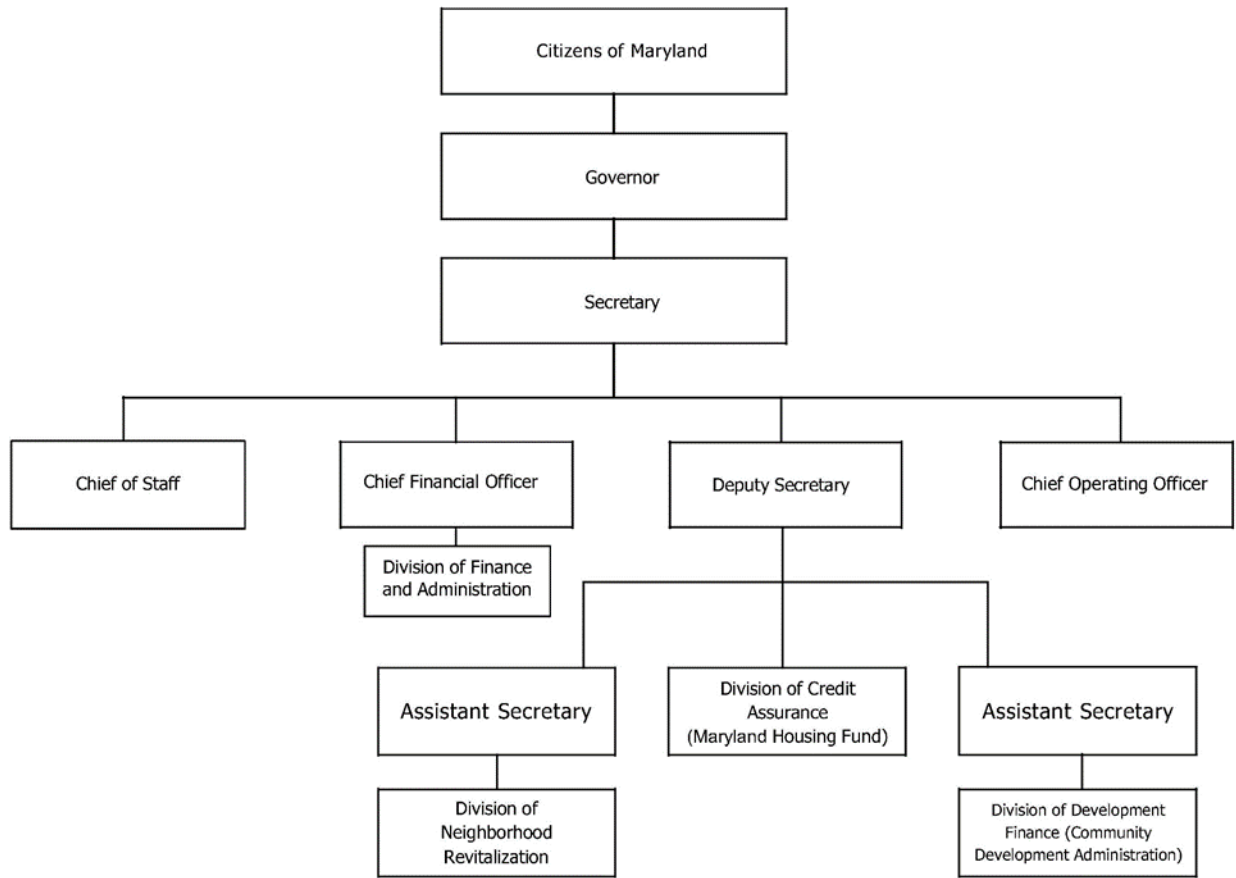 Citizens of Maryland
Governor
Secretary
Chief of Staff
Chief Financial Officer
Deputy Secretary
Chief Operating Officer
Division of Finance
and Administration
Assistant Secretary
Division of Credit
Assurance
(Maryland Housing Fund)
Assistant Secretary
Division of
Neighborhood
Revitalization
Division of Development
Finance (Community
Development Administration)